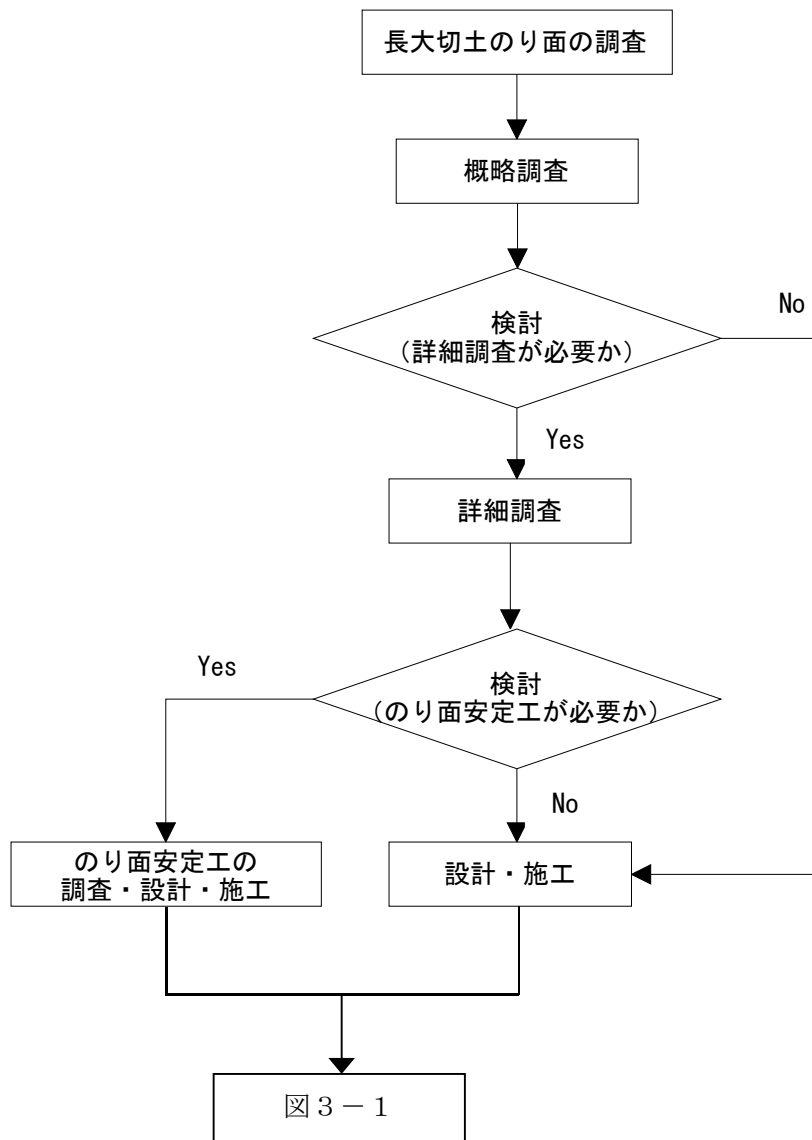 長大切土のり面の調査
概略調査
No
検討
(詳細調査が必要か)
Yes
詳細調査
Yes
検討
(のり面安定工が必要か)
No
のり面安定工の
調査・設計・施工
設計・施工
図3-1